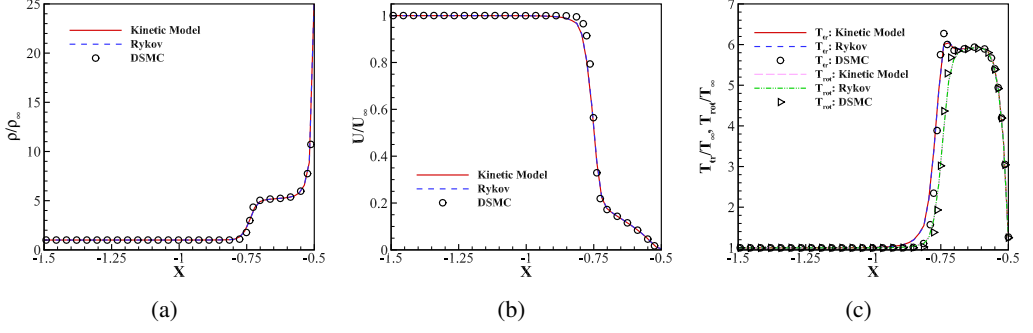 25
20
15
10
5
0
ρ/ρ∞
-1.5
-1.25
-1
-0.75
-0.5
X
Kinetic Model
Rykov
DSMC
(a)
1
0.8
0.6
0.4
0.2
0
U/U∞
-1.5
-1.25
-1
-0.75
-0.5
X
Kinetic Model
Rykov
DSMC
(b)
7
6
5
4
3
2
1
Ttr/T∞, Trot/T∞
-1.5
-1.25
-1
-0.75
-0.5
X
Ttr: Kinetic Model
Ttr: Rykov
Ttr: DSMC
Trot: Kinetic Model
Trot: Rykov
Trot: DSMC
(c)